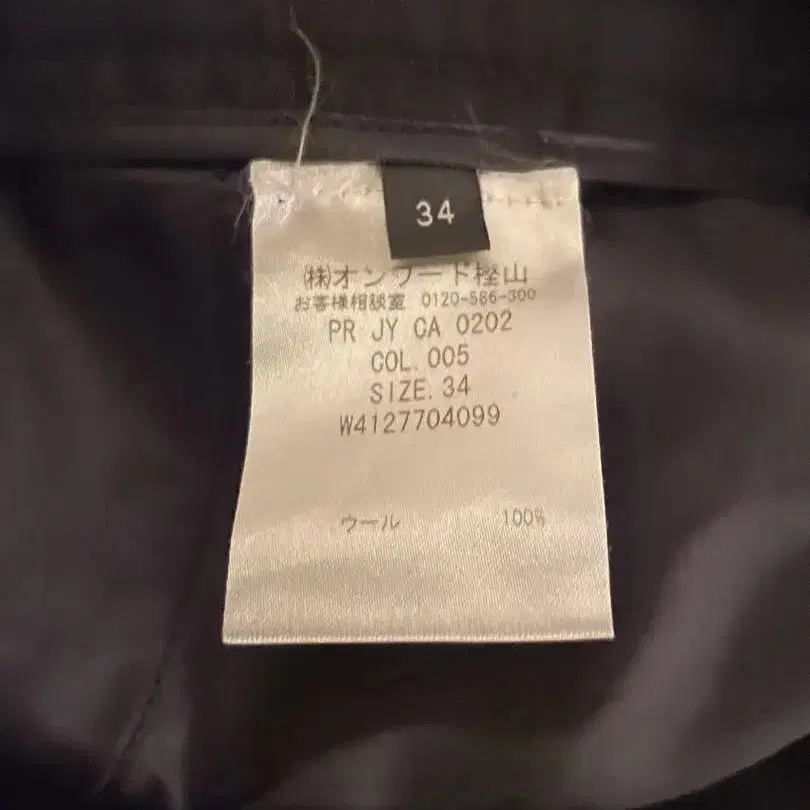 34
㈱オンワード樫山
お客様相談室 0120-586-300
PR JY CA 0202
COL. 005
SIZE. 34
W4127704099
ウール 100%